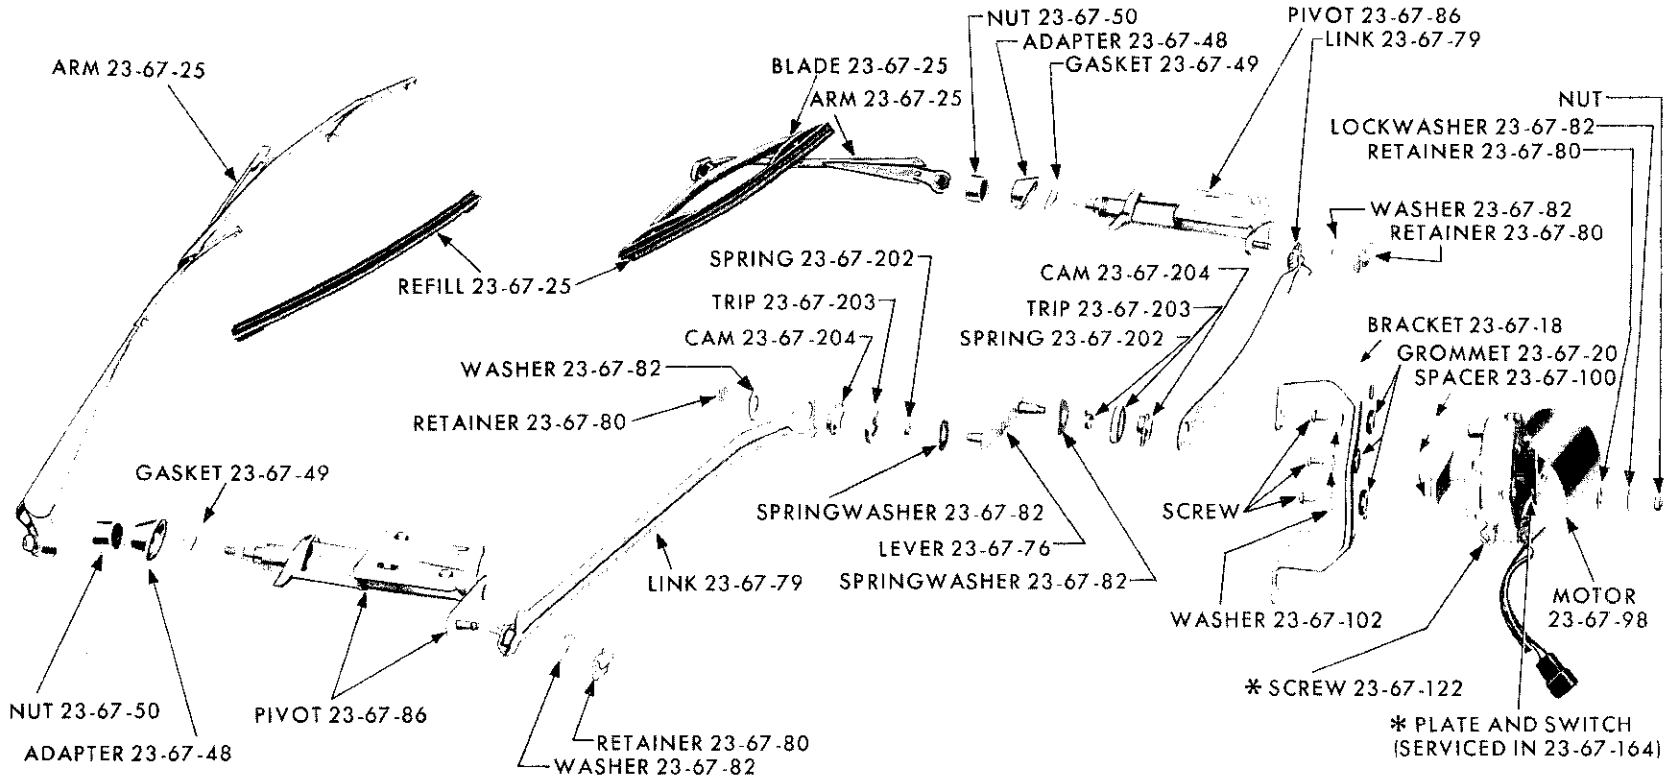 NUT 23-67-50
PIVOT 23-67-86
ADAPTER 23-67-48
LINK 23-67-79
ARM 23-67-25
BLADE 23-67-25
GASKET 23-67-49
ARM 23-67-25
NUT
LOCKWASHER 23-67-82
RETAINER 23-67-80
WASHER 23-67-82
RETAINER 23-67-80
SPRING 23-67-202
CAM 23-67-204
REFILL 23-67-25
TRIP 23-67-203
TRIP 23-67-203
CAM 23-67-204
SPRING 23-67-202
BRACKET 23-67-18
GROMMET 23-67-20
SPACER 23-67-100
WASHER 23-67-82
RETAINER 23-67-80
GASKET 23-67-49
SPRINGWASHER 23-67-82
SCREW
LEVER 23-67-76
LINK 23-67-79
SPRINGWASHER 23-67-82
MOTOR
23-67-98
WASHER 23-67-102
* SCREW 23-67-122
NUT 23-67-50
PIVOT 23-67-86
* PLATE AND SWITCH
(SERVICED IN 23-67-164)
ADAPTER 23-67-48
RETAINER 23-67-80
WASHER 23-67-82